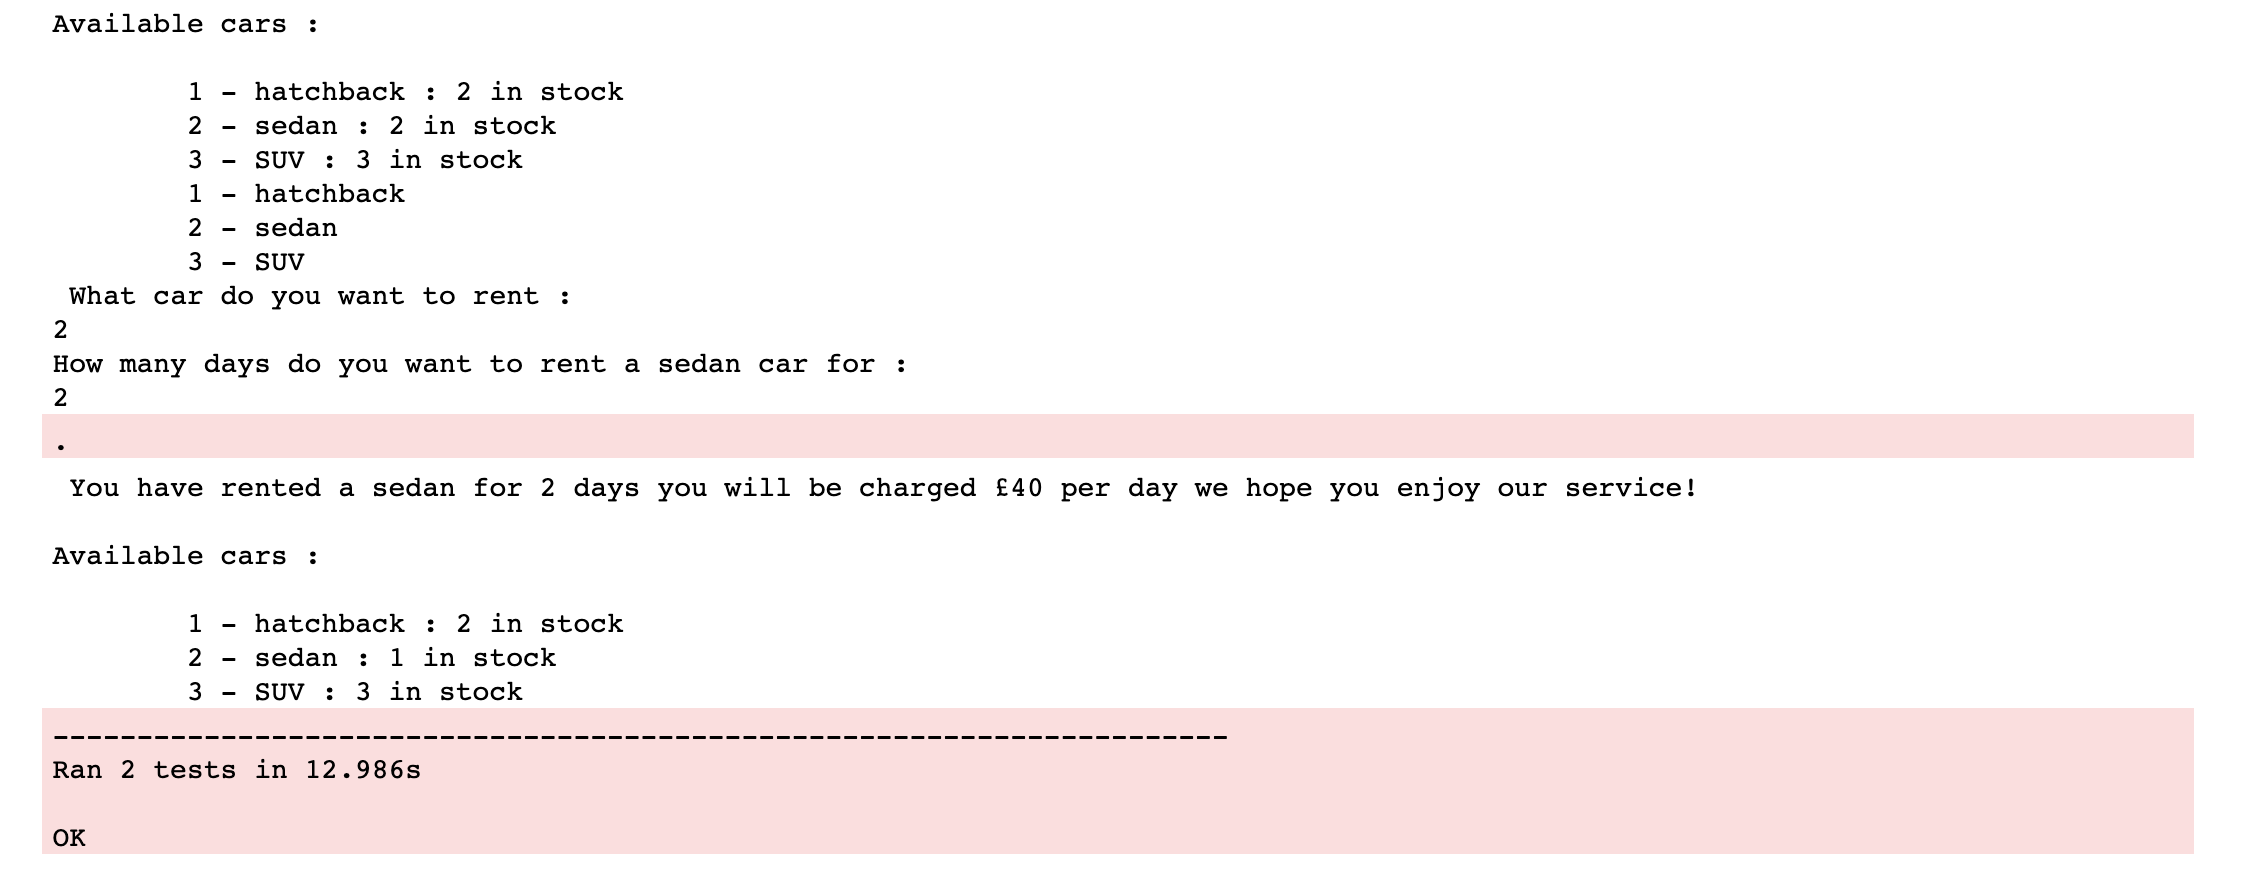 Available cars :
1 - hatchback : 2 in stock
2 - sedan : 2 in stock
3 - SUV : 3 in stock
1 - hatchback
2 - sedan
3 - SUV
What car do you want to rent :
2
How many days do you want to rent a sedan car for :
2
.
You have rented a sedan for 2 days you will be charged £40 per day we hope you enjoy our service!
Available cars :
1 - hatchback : 2 in stock
2 - sedan : 1 in stock
3 - SUV : 3 in stock
----------------------------------------------------------------------
Ran 2 tests in 12.986s
OK